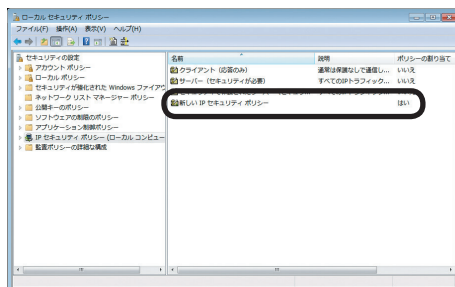 ローカル セキュリティ ポリシー
ファイル(F) 操作(A) 表示(V) ヘルプ(H)
セキュリティの設定
アカウント ポリシー
ローカル ポリシー
セキュリティが強化された Windows ファイアウ
ネットワーク リスト マネージャー ポリシー
公開キーのポリシー
ソフトウェアの制限のポリシー
アプリケーション制御ポリシー
IP セキュリティ ポリシー (ローカル コンピュー
監査ポリシーの詳細な構成
名前 説明 ポリシーの割り当て
クライアント (応答のみ) 通常は保護なしで通信し... いいえ
サーバー (セキュリティが必要) すべてのIPトラフィック... いいえ
新しい IP セキュリティ ポリシー はい